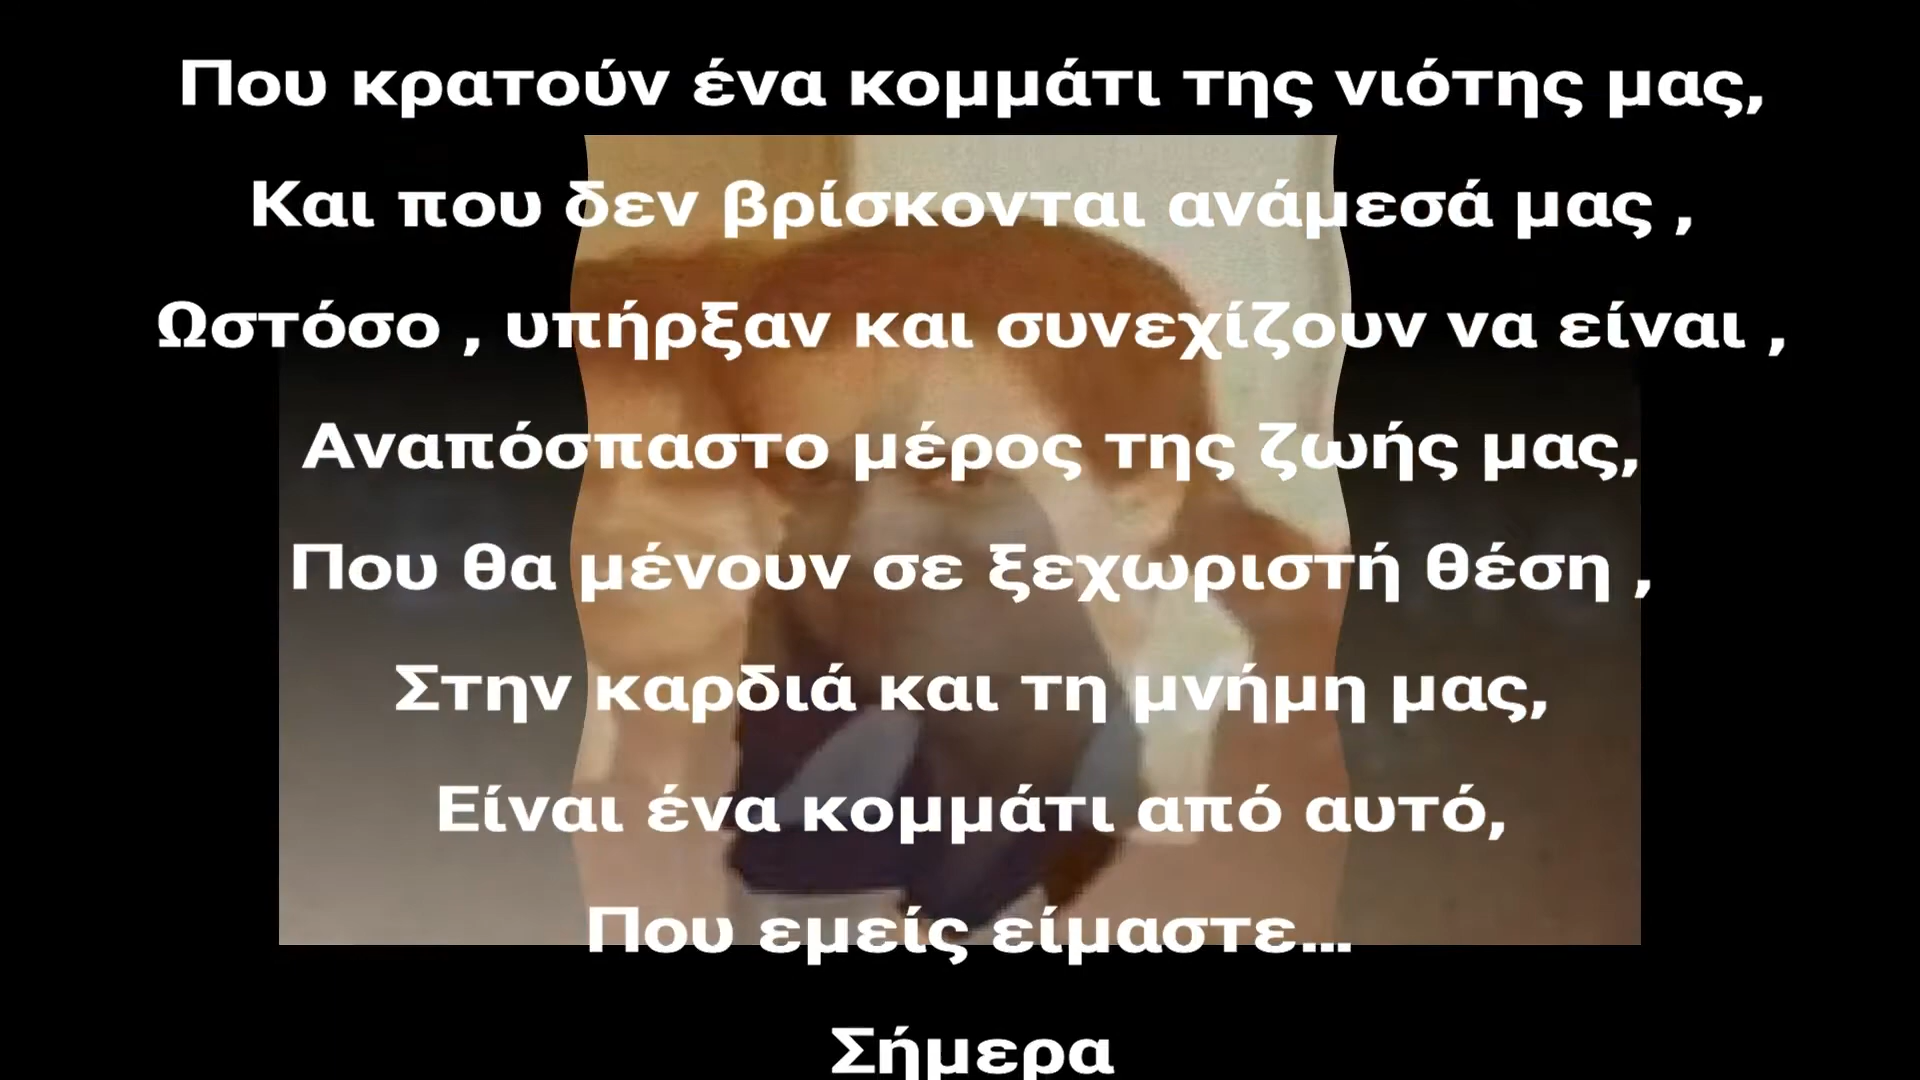 Που κρατούν ένα κομμάτι της νιότης μας,
Και που δεν βρίσκονται ανάμεσά μας ,
Ωστόσο , υπήρξαν και συνεχίζουν να είναι ,
Αναπόσπαστο μέρος της ζωής μας,
Που θα μένουν σε ξεχωριστή θέση ,
Στην καρδιά και τη μνήμη μας,
Είναι ένα κομμάτι από αυτό,
Που εμείς είμαστε...
Σήμερα